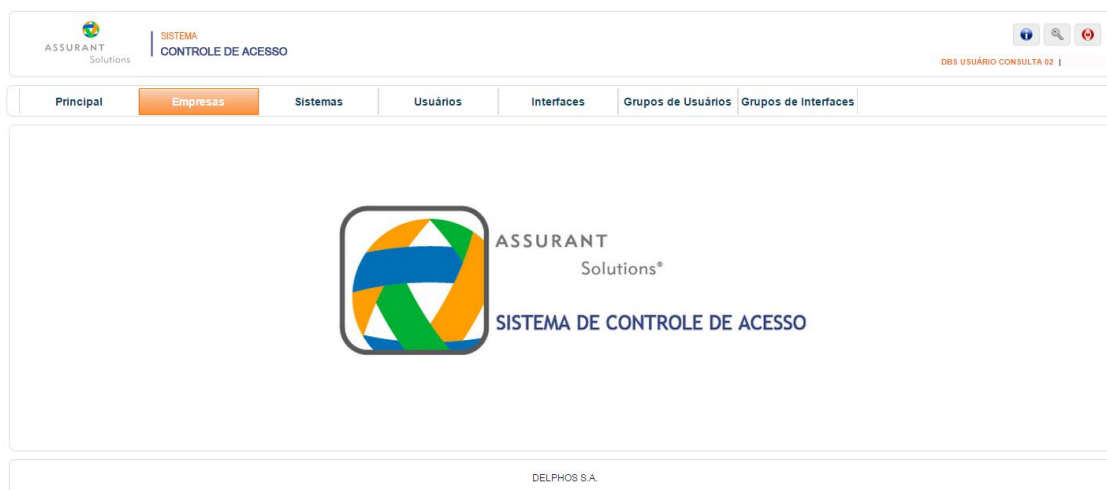 ASSURANT
Solutions
SISTEMA
CONTROLE DE ACESSO
DBS USUÁRIO CONSULTA 02 |
Principal
Empresas
Sistemas
Usuários
Interfaces
Grupos de Usuários
Grupos de Interfaces
ASSURANT
Solutions®
SISTEMA DE CONTROLE DE ACESSO
DELPHOS S.A.